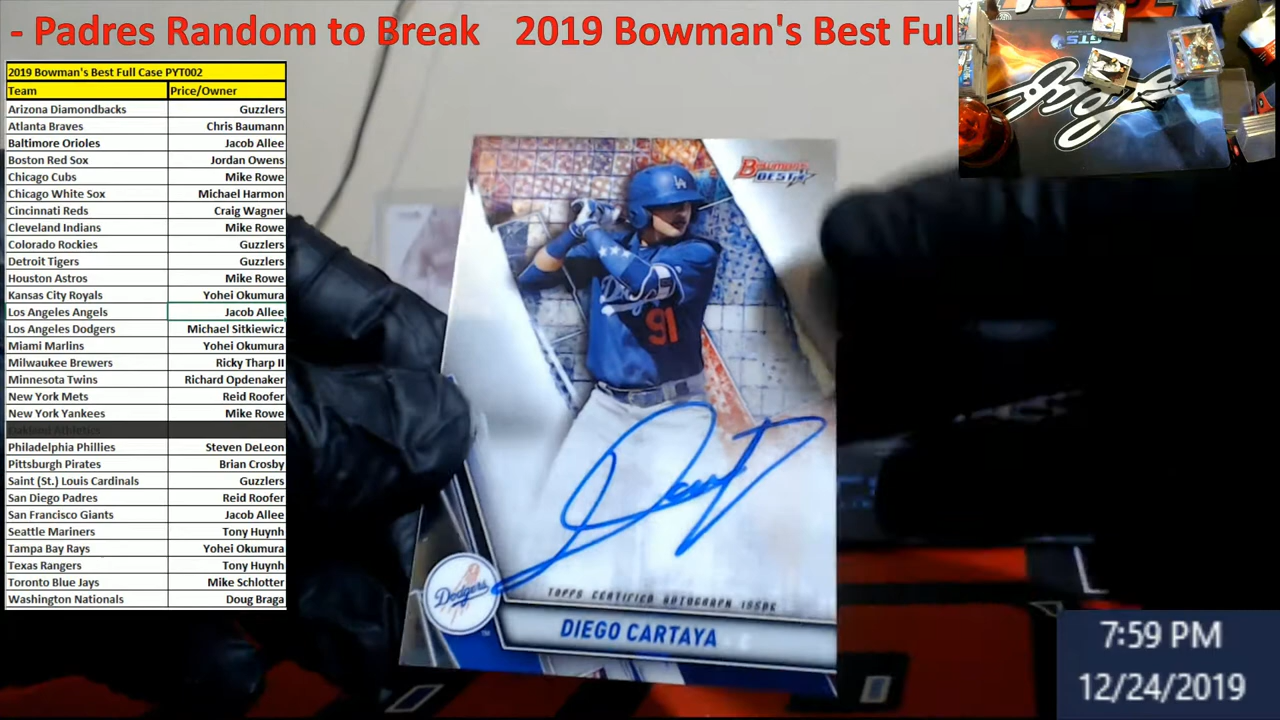 - Padres Random to Break 2019 Bowman's Best Ful
2019 Bowman's Best Full Case PYT002
Team Price/Owner
Arizona Diamondbacks Guzzlers
Atlanta Braves Chris Baumann
Baltimore Orioles Jacob Allee
Boston Red Sox Jordan Owens
Chicago Cubs Mike Rowe
Chicago White Sox Michael Harmon
Cincinnati Reds Craig Wagner
Cleveland Indians Mike Rowe
Colorado Rockies Guzzlers
Detroit Tigers Guzzlers
Houston Astros Mike Rowe
Kansas City Royals Yohei Okumura
Los Angeles Angels Jacob Allee
Los Angeles Dodgers Michael Sitkiewicz
Miami Marlins Yohei Okumura
Milwaukee Brewers Ricky Tharp II
Minnesota Twins Richard Opdenaker
New York Mets Reid Roofer
New York Yankees Mike Rowe
Oakland Athletics
Philadelphia Phillies Steven DeLeon
Pittsburgh Pirates Brian Crosby
Saint (St.) Louis Cardinals Guzzlers
San Diego Padres Reid Roofer
San Francisco Giants Jacob Allee
Seattle Mariners Tony Huynh
Tampa Bay Rays Yohei Okumura
Texas Rangers Tony Huynh
Toronto Blue Jays Mike Schlotter
Washington Nationals Doug Braga
Bowman's
BEST
LA
Dodgers
91
Dodgers
TOPPS CERTIFIED AUTOGRAPH ISSUE
DIEGO CARTAYA
GTS
7:59 PM
12/24/2019